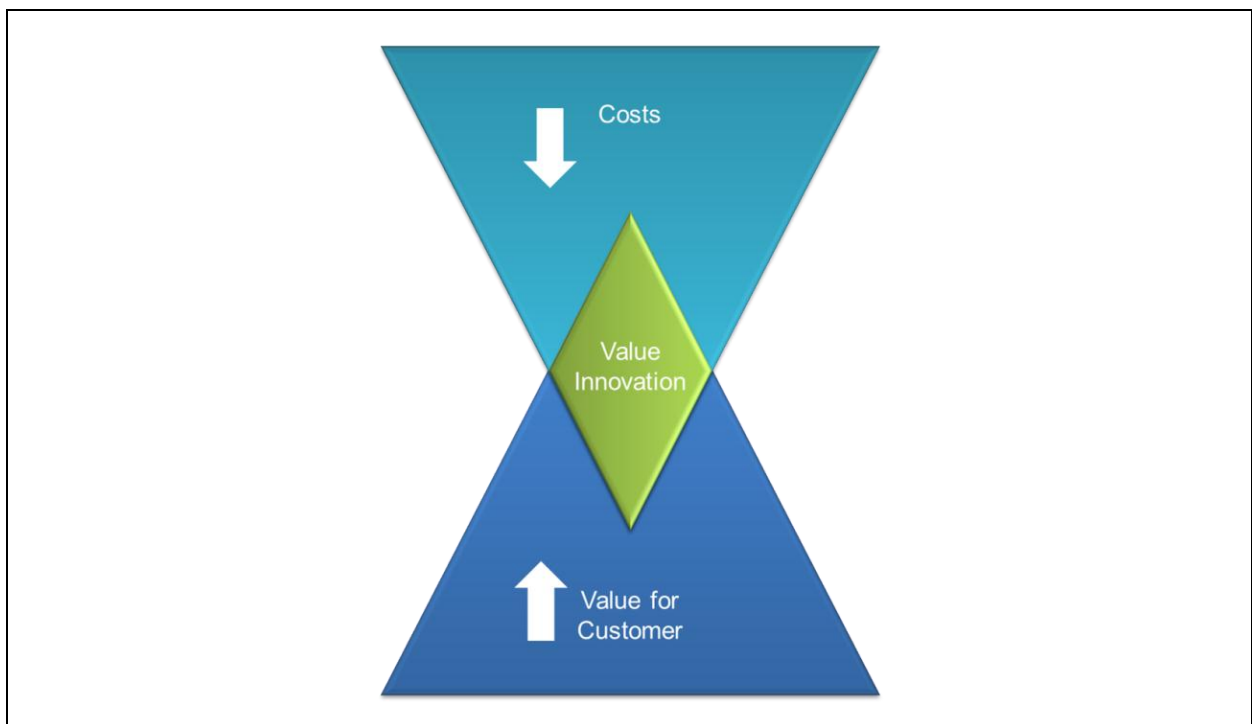 Costs
Value
Innovation
Value for
Customer